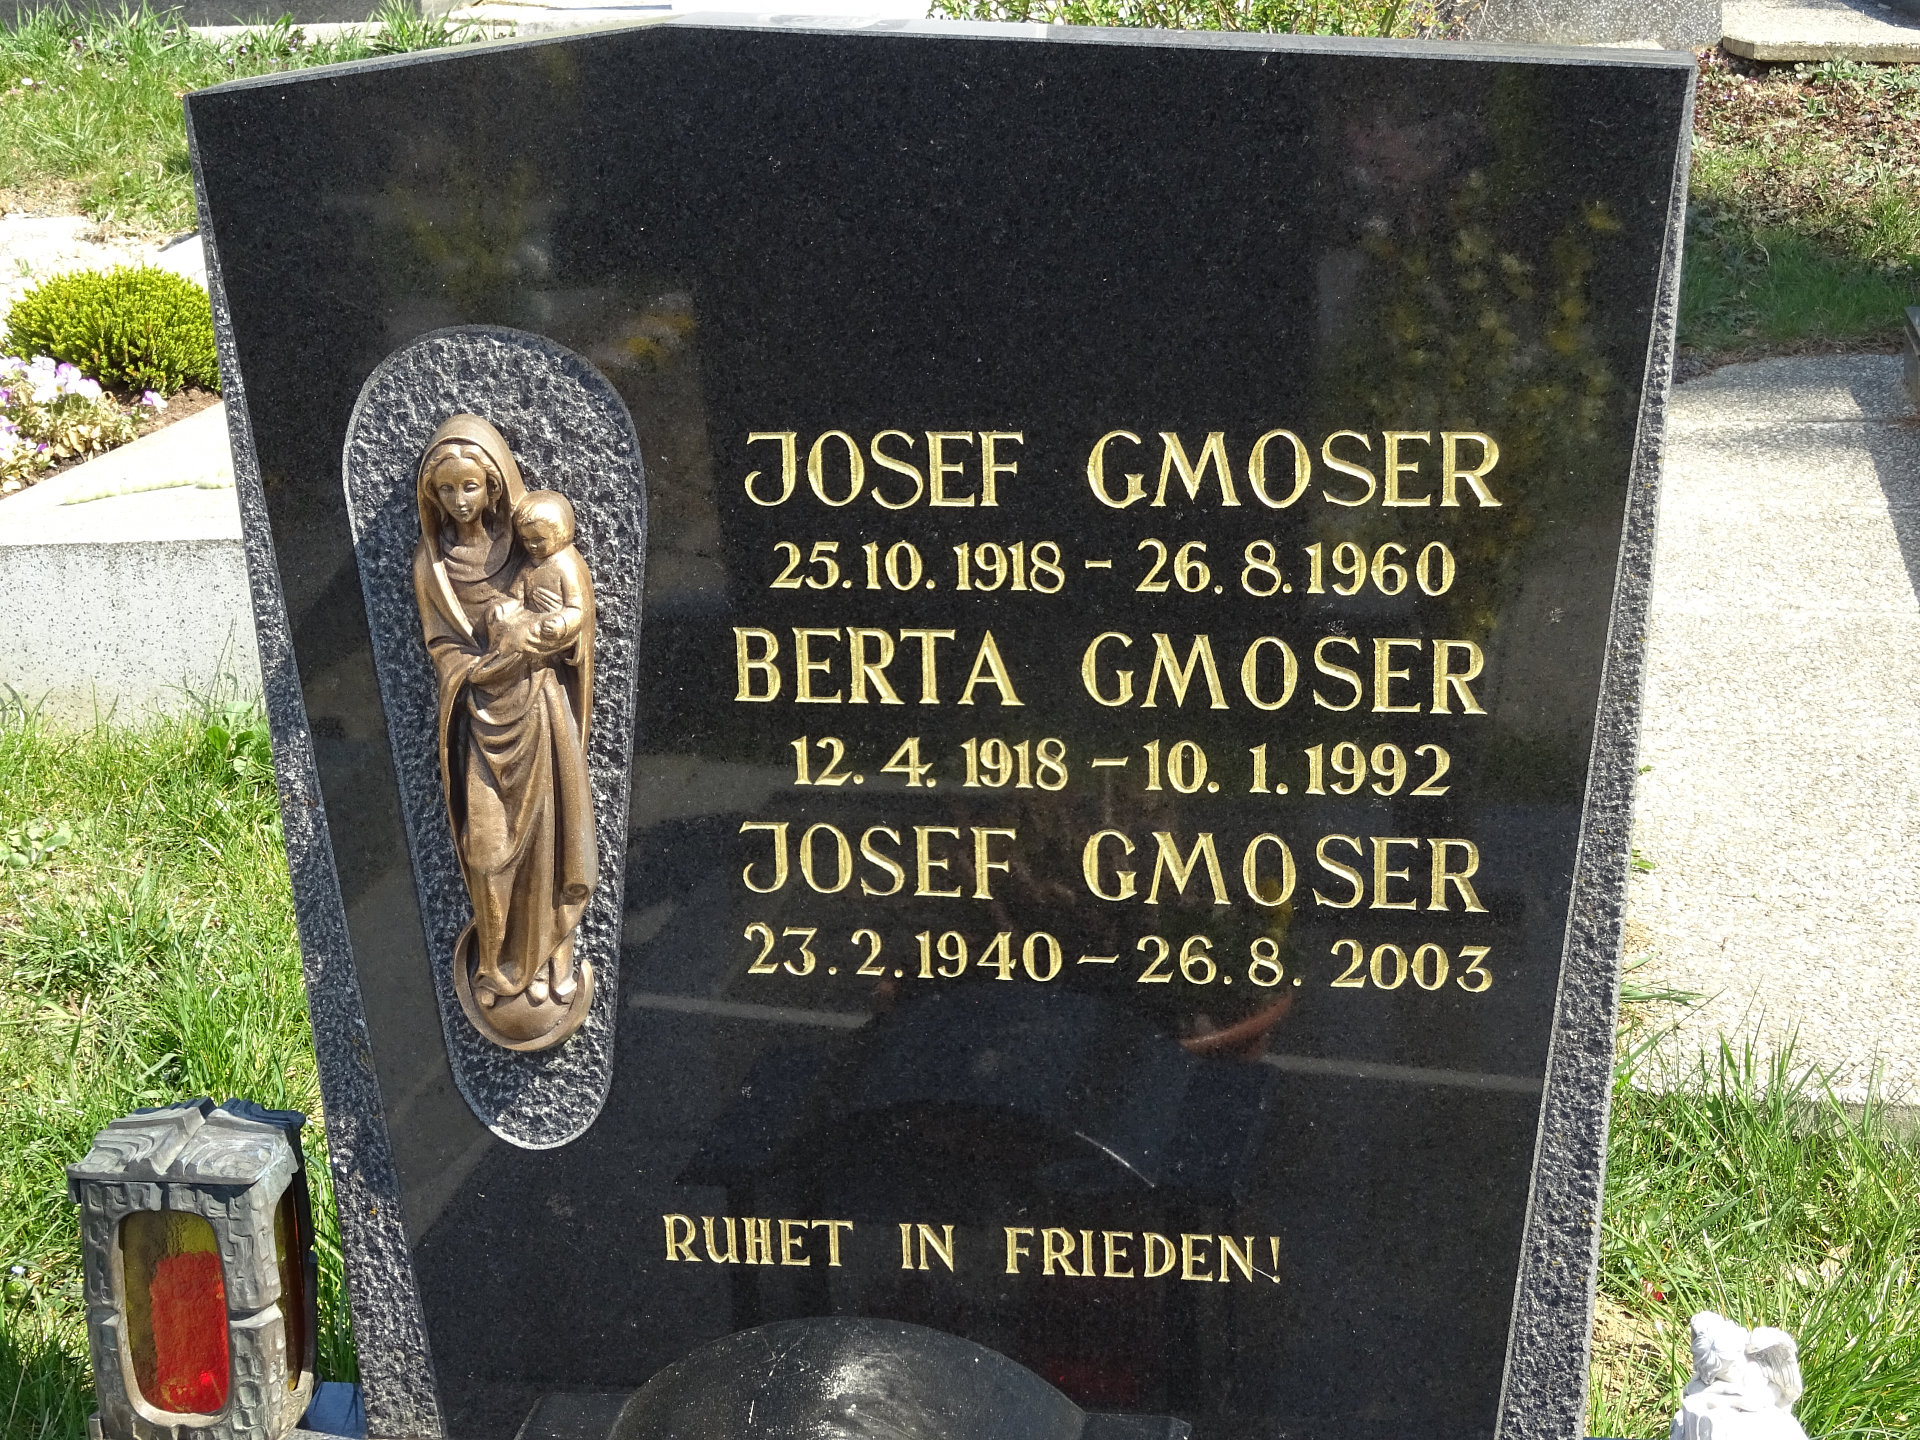 JOSEF GMOSER
25.10.1918 - 26.8.1960
BERTA GMOSER
12.4.1918 - 10.1.1992
JOSEF GMOSER
23.2.1940 - 26.8.2003
RUHET IN FRIEDEN!